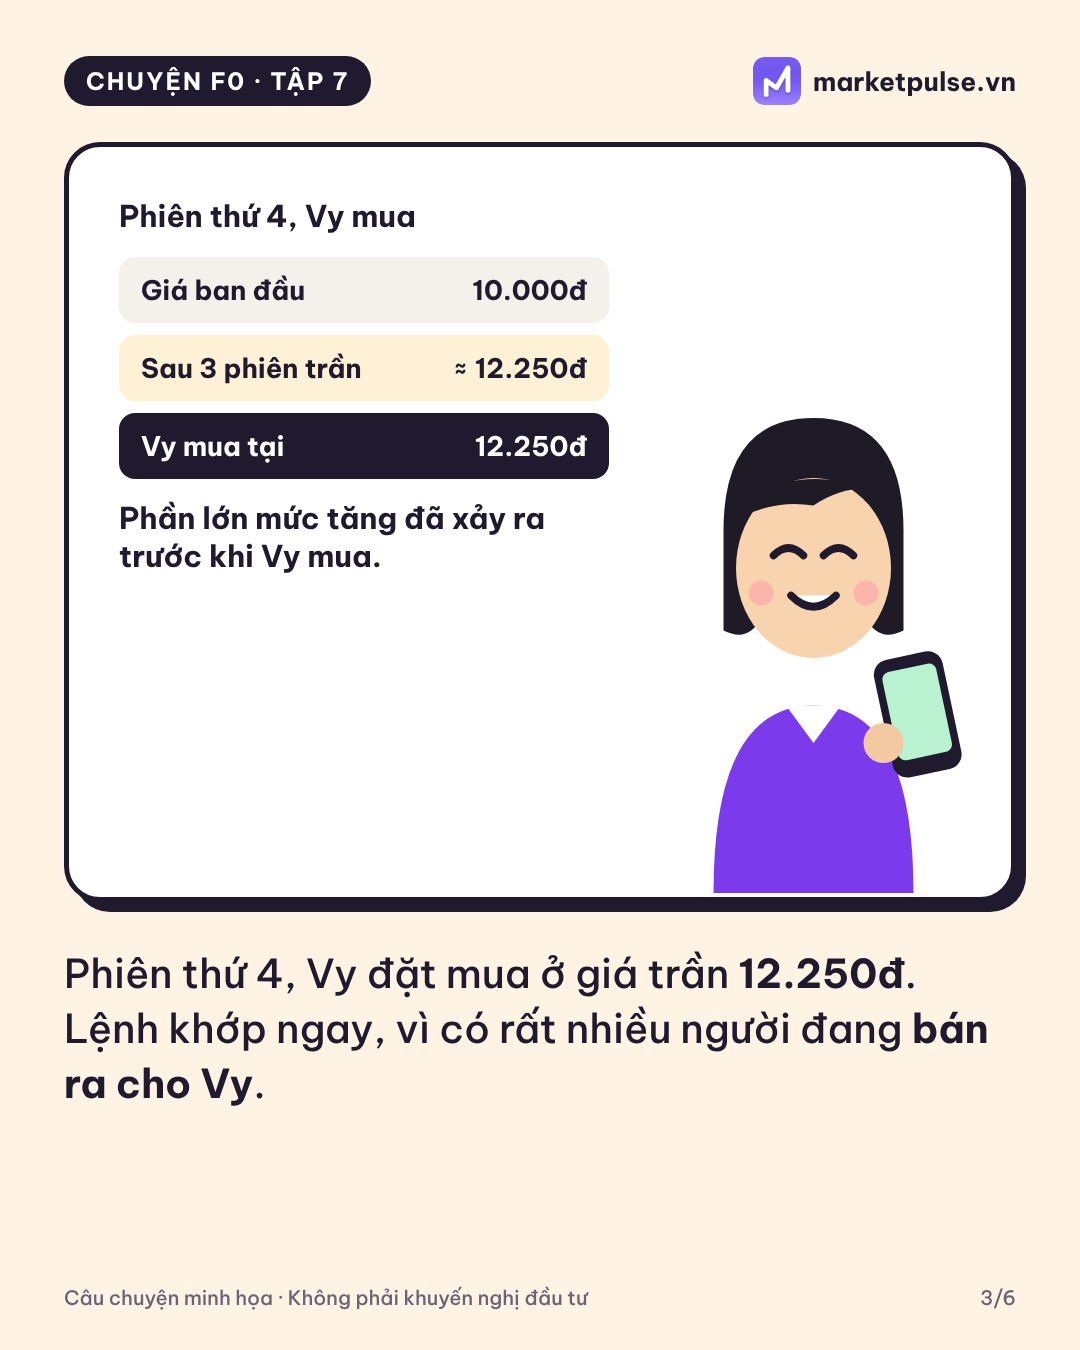 CHUYỆN F0 · TẬP 7
marketpulse.vn
Phiên thứ 4, Vy mua
Giá ban đầu 10.000đ
Sau 3 phiên trần ≈ 12.250đ
Vy mua tại 12.250đ
Phần lớn mức tăng đã xảy ra
trước khi Vy mua.
Phiên thứ 4, Vy đặt mua ở giá trần 12.250đ.
Lệnh khớp ngay, vì có rất nhiều người đang bán
ra cho Vy.
Câu chuyện minh họa · Không phải khuyến nghị đầu tư
3/6